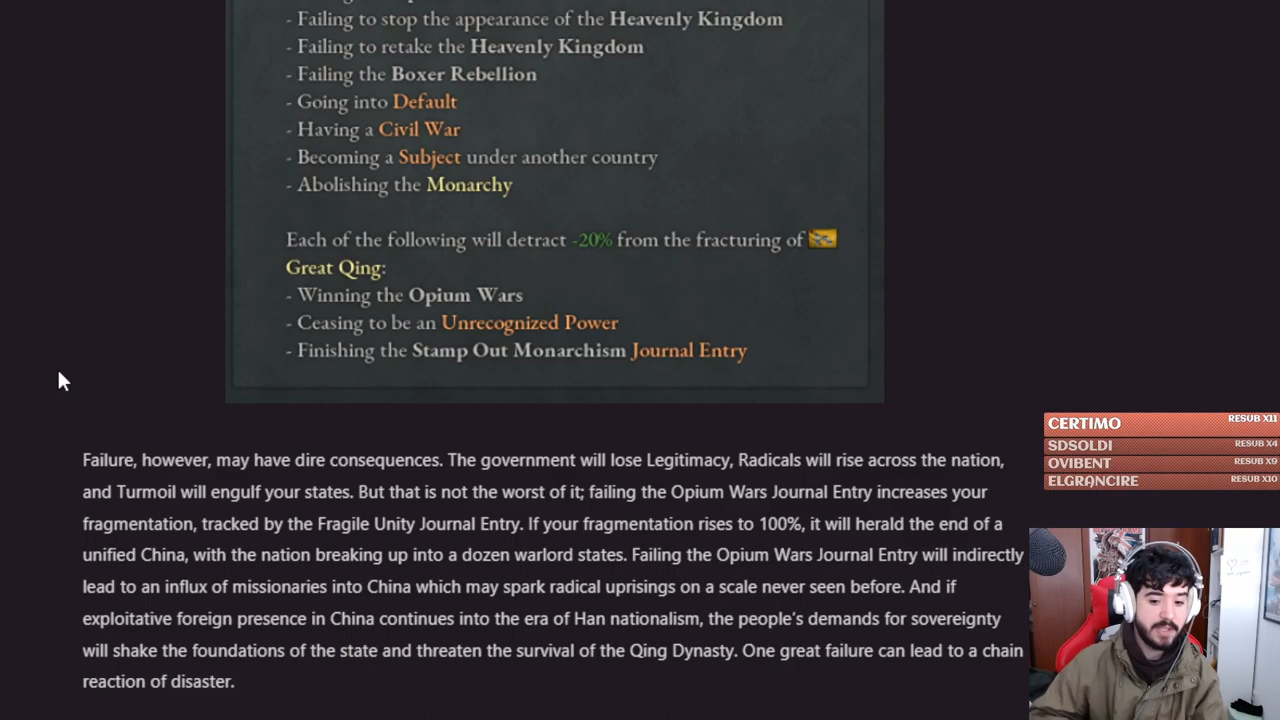 - Failing to stop the appearance of the Heavenly Kingdom
- Failing to retake the Heavenly Kingdom
- Failing the Boxer Rebellion
- Going into Default
- Having a Civil War
- Becoming a Subject under another country
- Abolishing the Monarchy
Each of the following will detract -20% from the fracturing of
Great Qing:
- Winning the Opium Wars
- Ceasing to be an Unrecognized Power
- Finishing the Stamp Out Monarchism Journal Entry
Failure, however, may have dire consequences. The government will lose Legitimacy, Radicals will rise across the nation,
and Turmoil will engulf your states. But that is not the worst of it; failing the Opium Wars Journal Entry increases your
fragmentation, tracked by the Fragile Unity Journal Entry. If your fragmentation rises to 100%, it will herald the end of a
unified China, with the nation breaking up into a dozen warlord states. Failing the Opium Wars Journal Entry will indirectly
lead to an influx of missionaries into China which may spark radical uprisings on a scale never seen before. And if
exploitative foreign presence in China continues into the era of Han nationalism, the people's demands for sovereignty
will shake the foundations of the state and threaten the survival of the Qing Dynasty. One great failure can lead to a chain
reaction of disaster.
CERTIMO RESUB X11
SDSOLDI RESUB X4
OVIBENT RESUB X9
ELGRANCIRE RESUB X10